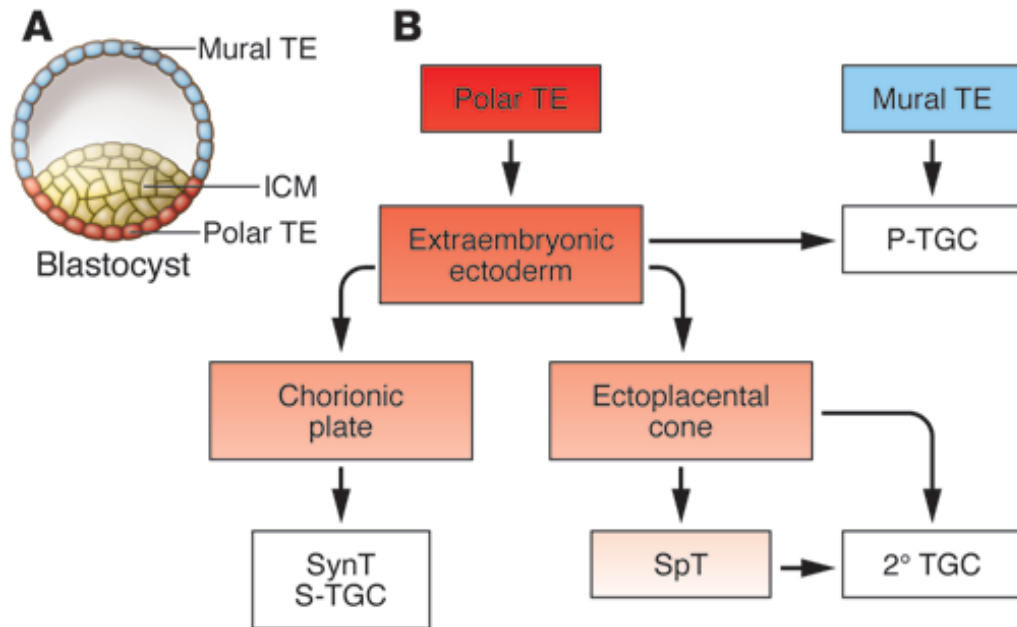 A
Mural TE
ICM
Polar TE
Blastocyst
B
Polar TE
Mural TE
Extraembryonic
ectoderm
P-TGC
Chorionic
plate
Ectoplacental
cone
SynT
S-TGC
SpT
2° TGC